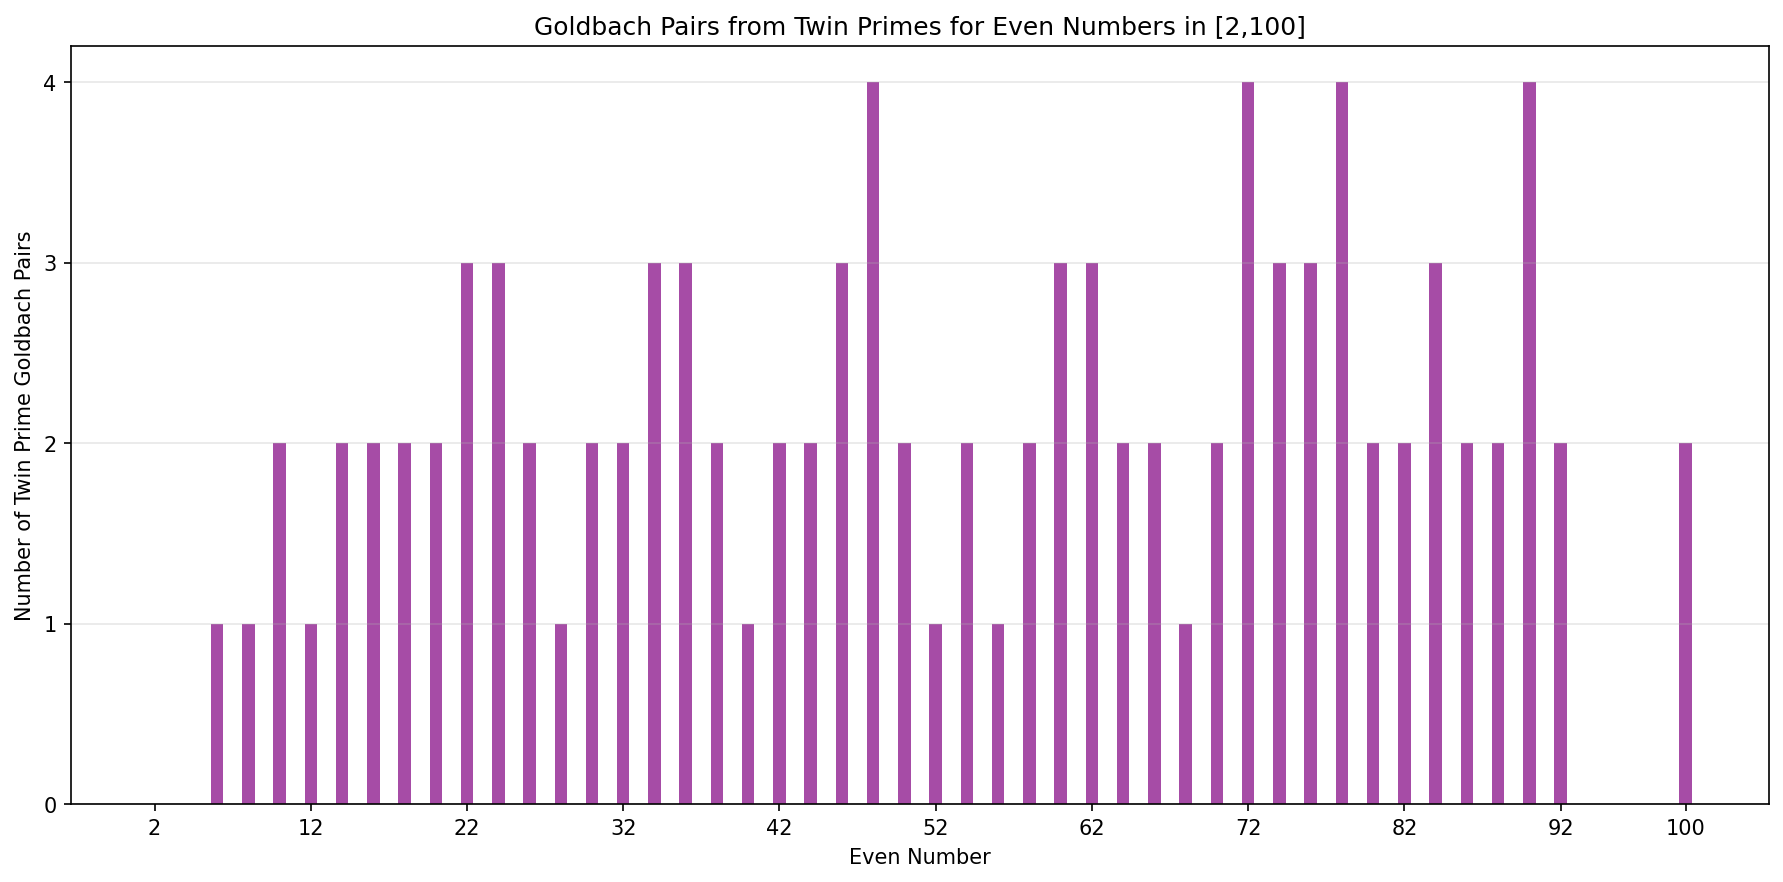 Goldbach Pairs from Twin Primes for Even Numbers in [2,100]
Number of Twin Prime Goldbach Pairs
4
3
2
1
0
2 12 22 32 42 52 62 72 82 92 100
Even Number